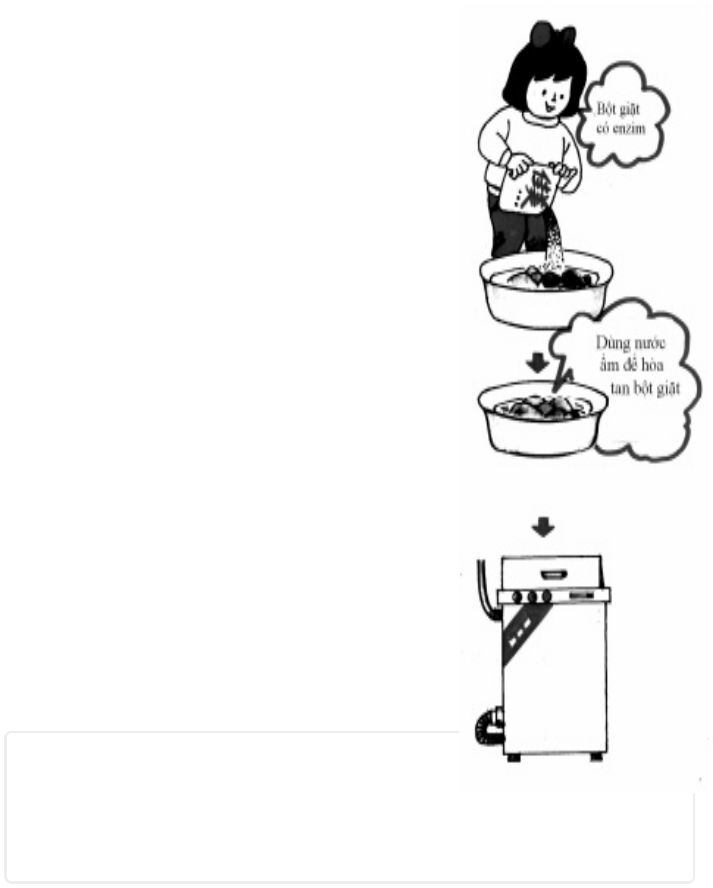 Bột giặt
có enzim
Dùng nước
ấm để hòa
tan bột giặt